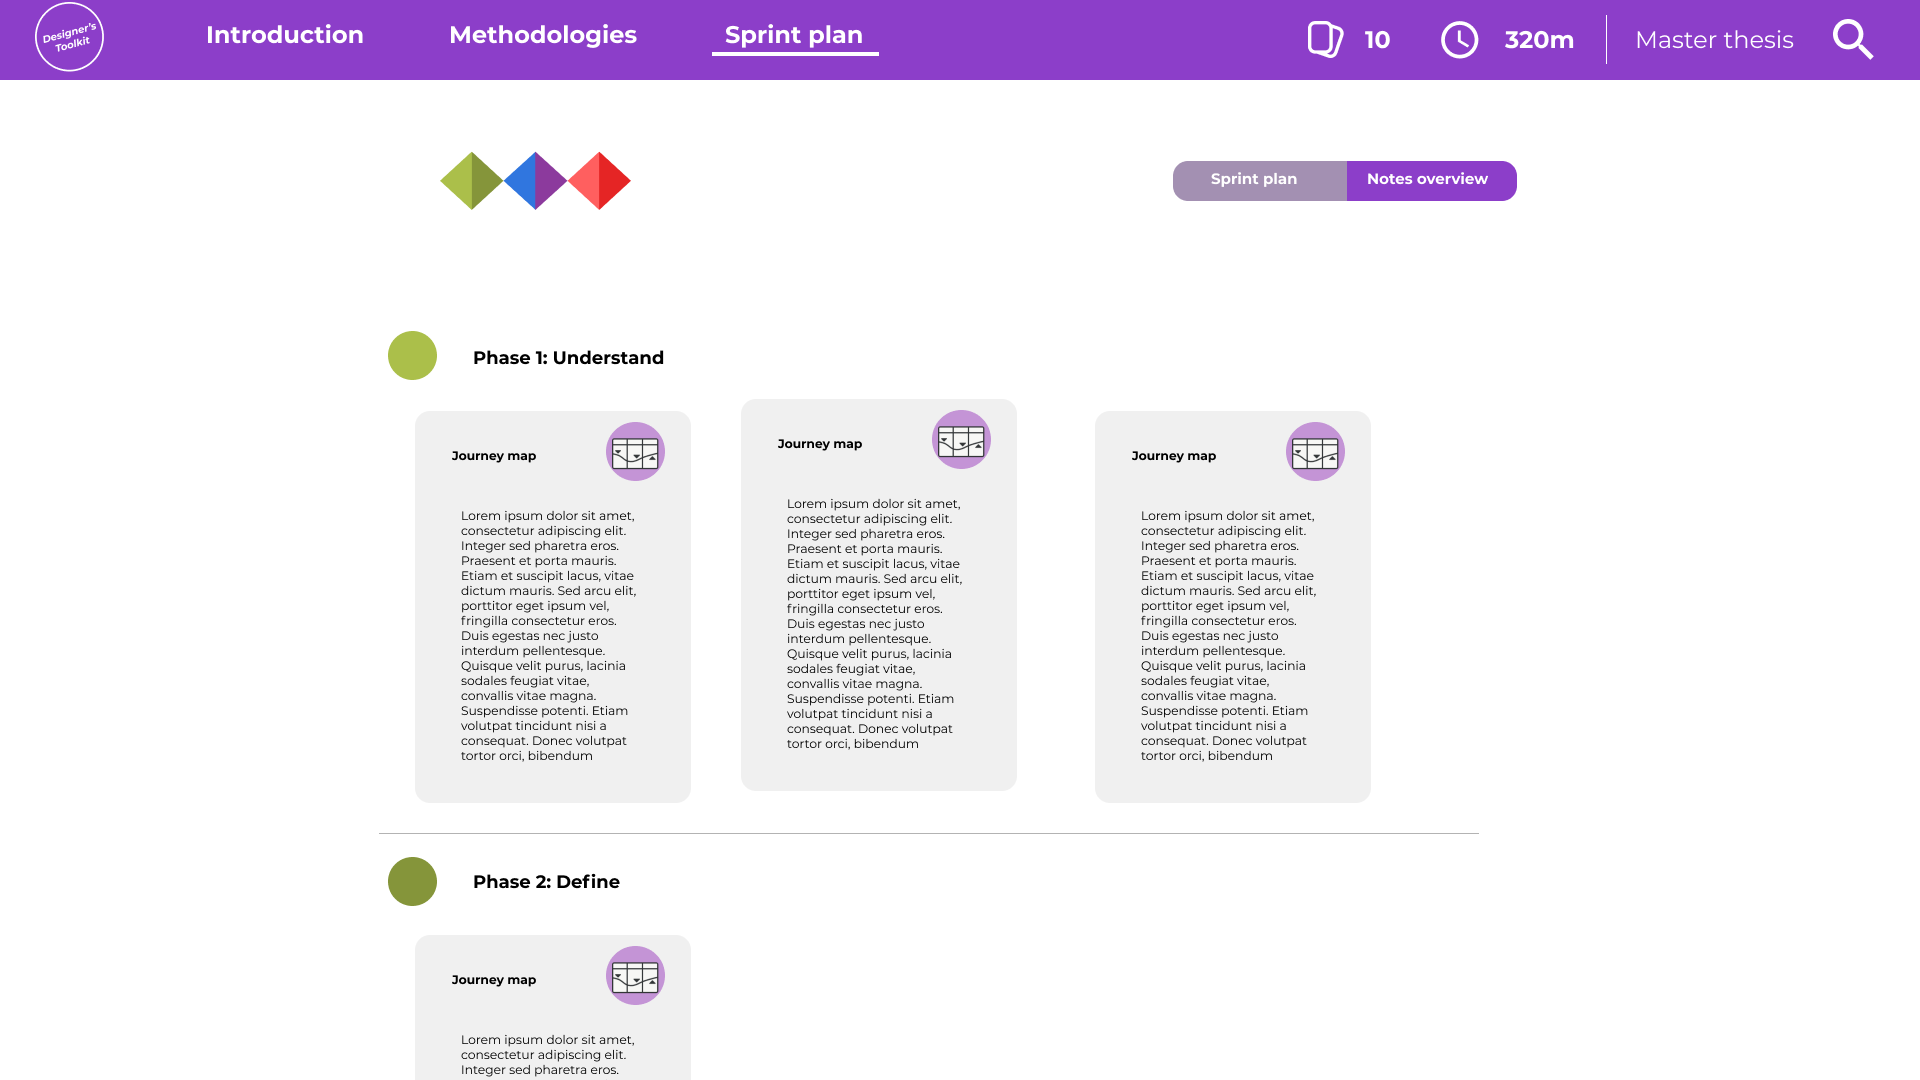 Designer's
Toolkit
Introduction
Methodologies
Sprint plan
10
320m
Master thesis
Sprint plan
Notes overview
Phase 1: Understand
Journey map
Lorem ipsum dolor sit amet,
consectetur adipiscing elit.
Integer sed pharetra eros.
Praesent et porta mauris.
Etiam et suscipit lacus, vitae
dictum mauris. Sed arcu elit,
porttitor eget ipsum vel,
fringilla consectetur eros.
Duis egestas nec justo
interdum pellentesque.
Quisque velit purus, lacinia
sodales feugiat vitae,
convallis vitae magna.
Suspendisse potenti. Etiam
volutpat tincidunt nisi a
consequat. Donec volutpat
tortor orci, bibendum
Journey map
Lorem ipsum dolor sit amet,
consectetur adipiscing elit.
Integer sed pharetra eros.
Praesent et porta mauris.
Etiam et suscipit lacus, vitae
dictum mauris. Sed arcu elit,
porttitor eget ipsum vel,
fringilla consectetur eros.
Duis egestas nec justo
interdum pellentesque.
Quisque velit purus, lacinia
sodales feugiat vitae,
convallis vitae magna.
Suspendisse potenti. Etiam
volutpat tincidunt nisi a
consequat. Donec volutpat
tortor orci, bibendum
Journey map
Lorem ipsum dolor sit amet,
consectetur adipiscing elit.
Integer sed pharetra eros.
Praesent et porta mauris.
Etiam et suscipit lacus, vitae
dictum mauris. Sed arcu elit,
porttitor eget ipsum vel,
fringilla consectetur eros.
Duis egestas nec justo
interdum pellentesque.
Quisque velit purus, lacinia
sodales feugiat vitae,
convallis vitae magna.
Suspendisse potenti. Etiam
volutpat tincidunt nisi a
consequat. Donec volutpat
tortor orci, bibendum
Phase 2: Define
Journey map
Lorem ipsum dolor sit amet,
consectetur adipiscing elit.
Integer sed pharetra eros.